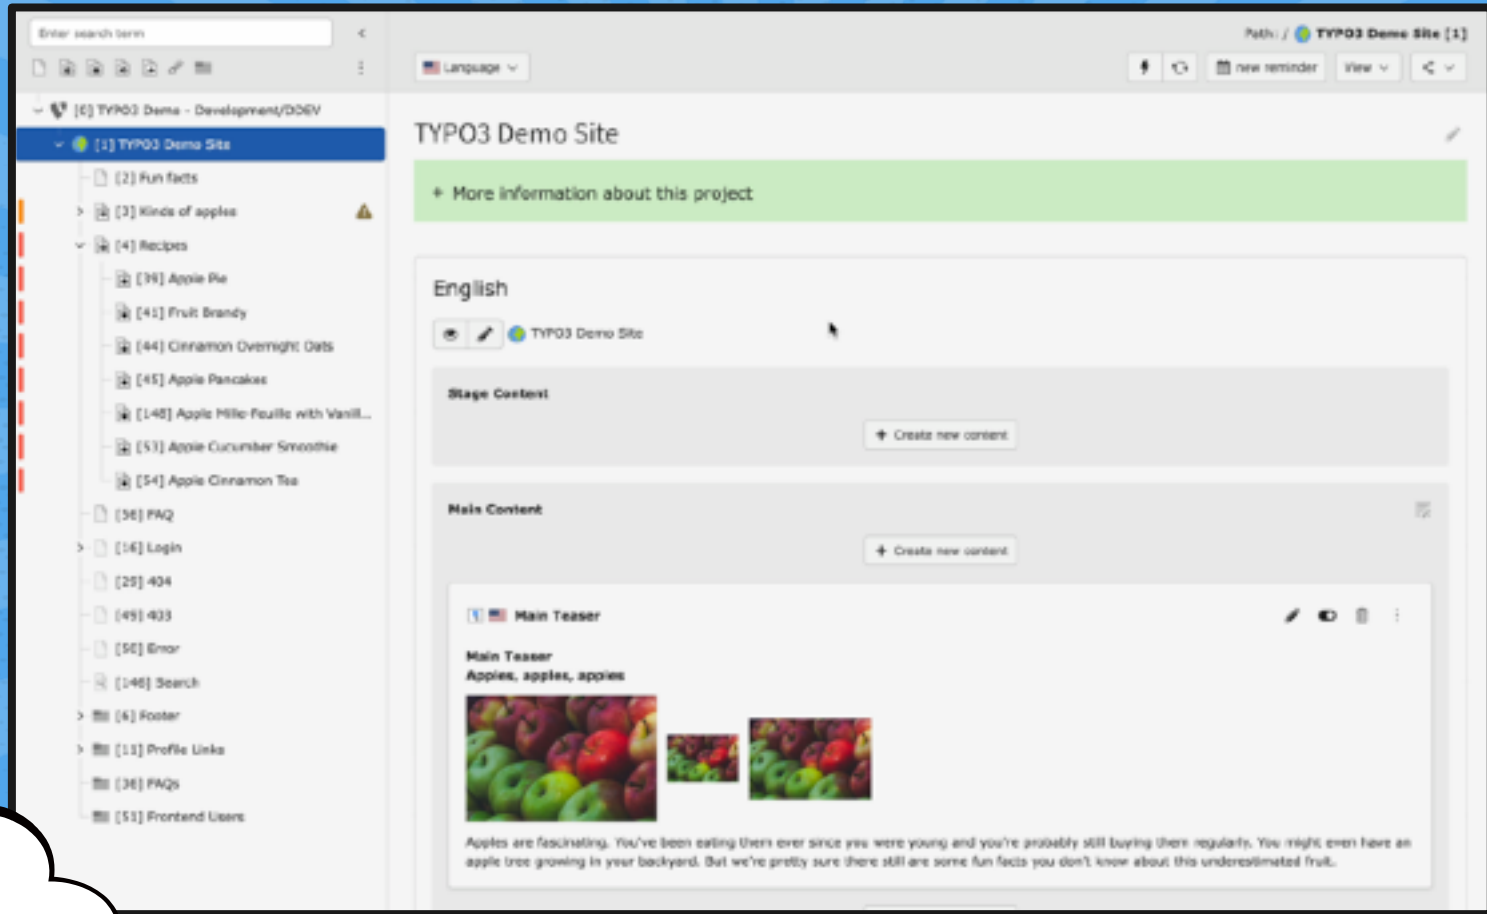 Enter search term
Path: / TYPO3 Demo Site [1]
Language
new reminder
View
[0] TYPO3 Demo - Development/DDEV
[1] TYPO3 Demo Site
[2] Fun facts
[3] Kinds of apples
[4] Recipes
[39] Apple Pie
[41] Fruit Brandy
[44] Cinnamon Overnight Oats
[45] Apple Pancakes
[148] Apple Mille-Feuille with Vanill...
[53] Apple Cucumber Smoothie
[54] Apple Cinnamon Tea
FAQ
[16] Login
404
[49] 403
Error
[146] Search
[6] Footer
[11] Profile Links
FAQs
[51] Frontend Users
TYPO3 Demo Site
+ More information about this project
English
TYPO3 Demo Site
Stage Content
+ Create new content
Main Content
+ Create new content
Main Teaser
Main Teaser
Apples, apples, apples
Apples are fascinating. You've been eating them ever since you were young and you're probably still buying them regularly. You might even have an
apple tree growing in your backyard. But we're pretty sure there still are some fun facts you don't know about this underestimated fruit.